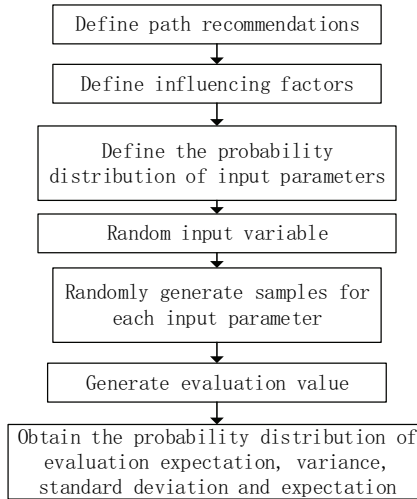 Define path recommendations
Define influencing factors
Define the probability
distribution of input parameters
Random input variable
Randomly generate samples for
each input parameter
Generate evaluation value
Obtain the probability distribution of
evaluation expectation, variance,
standard deviation and expectation